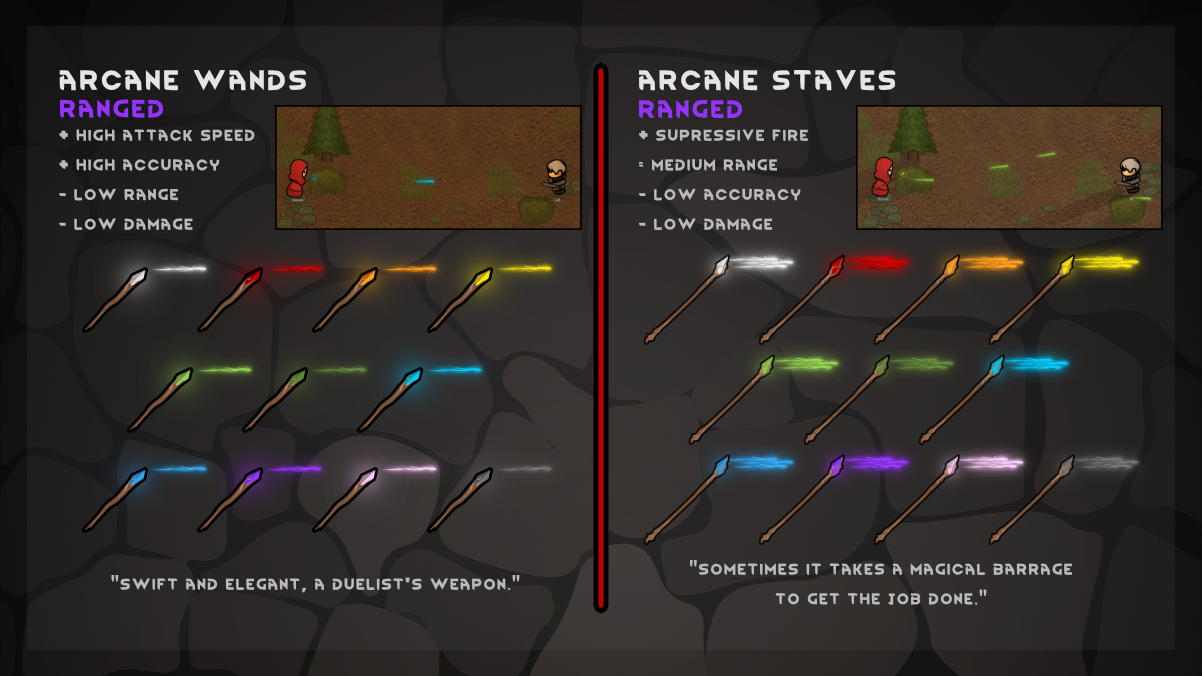 ARCANE WANDS
RANGED
+ HIGH ATTACK SPEED
+ HIGH ACCURACY
- LOW RANGE
- LOW DAMAGE
"SWIFT AND ELEGANT, A DUELIST'S WEAPON."
ARCANE STAVES
RANGED
+ SUPRESSIVE FIRE
= MEDIUM RANGE
- LOW ACCURACY
- LOW DAMAGE
"SOMETIMES IT TAKES A MAGICAL BARRAGE
TO GET THE JOB DONE."